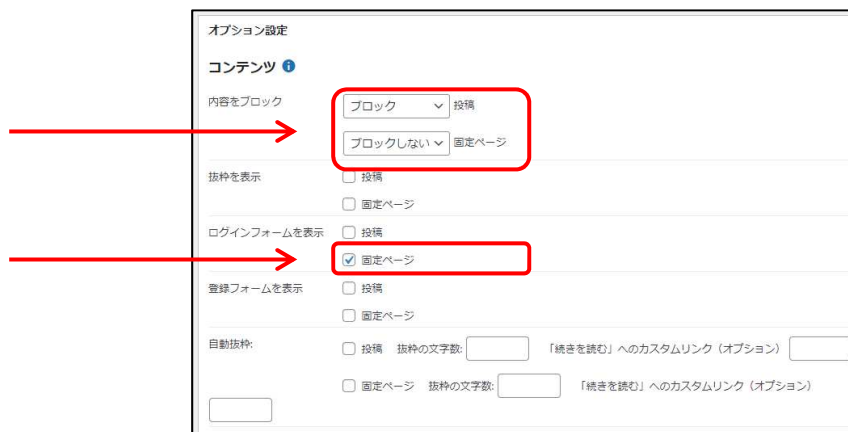 オプション設定
コンテンツ
内容をブロック ブロック 投稿
ブロックしない 固定ページ
抜粋を表示 投稿
固定ページ
ログインフォームを表示 投稿
固定ページ
登録フォームを表示 投稿
固定ページ
自動抜粋: 投稿 抜粋の文字数: 「続きを読む」へのカスタムリンク（オプション）
固定ページ 抜粋の文字数: 「続きを読む」へのカスタムリンク（オプション）